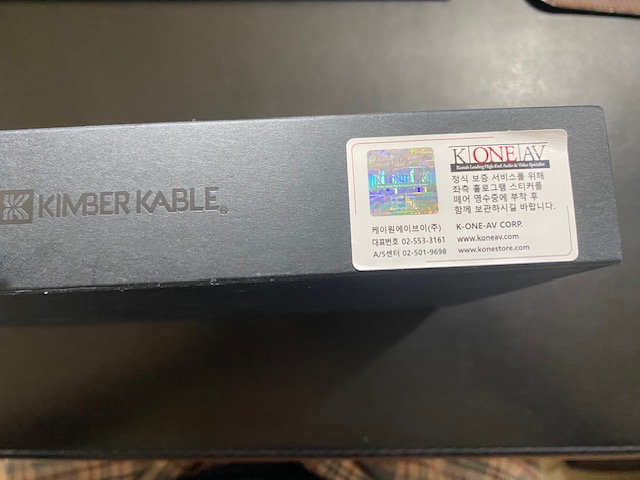 KIMBER KABLE®
K ONE AV
Korea's Leading High-End Audio & Video Specialist
정식 보증 서비스를 위해
좌측 홀로그램 스티커를
떼어 영수증에 부착 후
함께 보관하시길 바랍니다.
케이원에이브이(주) K-ONE-AV CORP.
대표번호 02-553-3161 www.koneav.com
A/S센터 02-501-9698 www.konestore.com